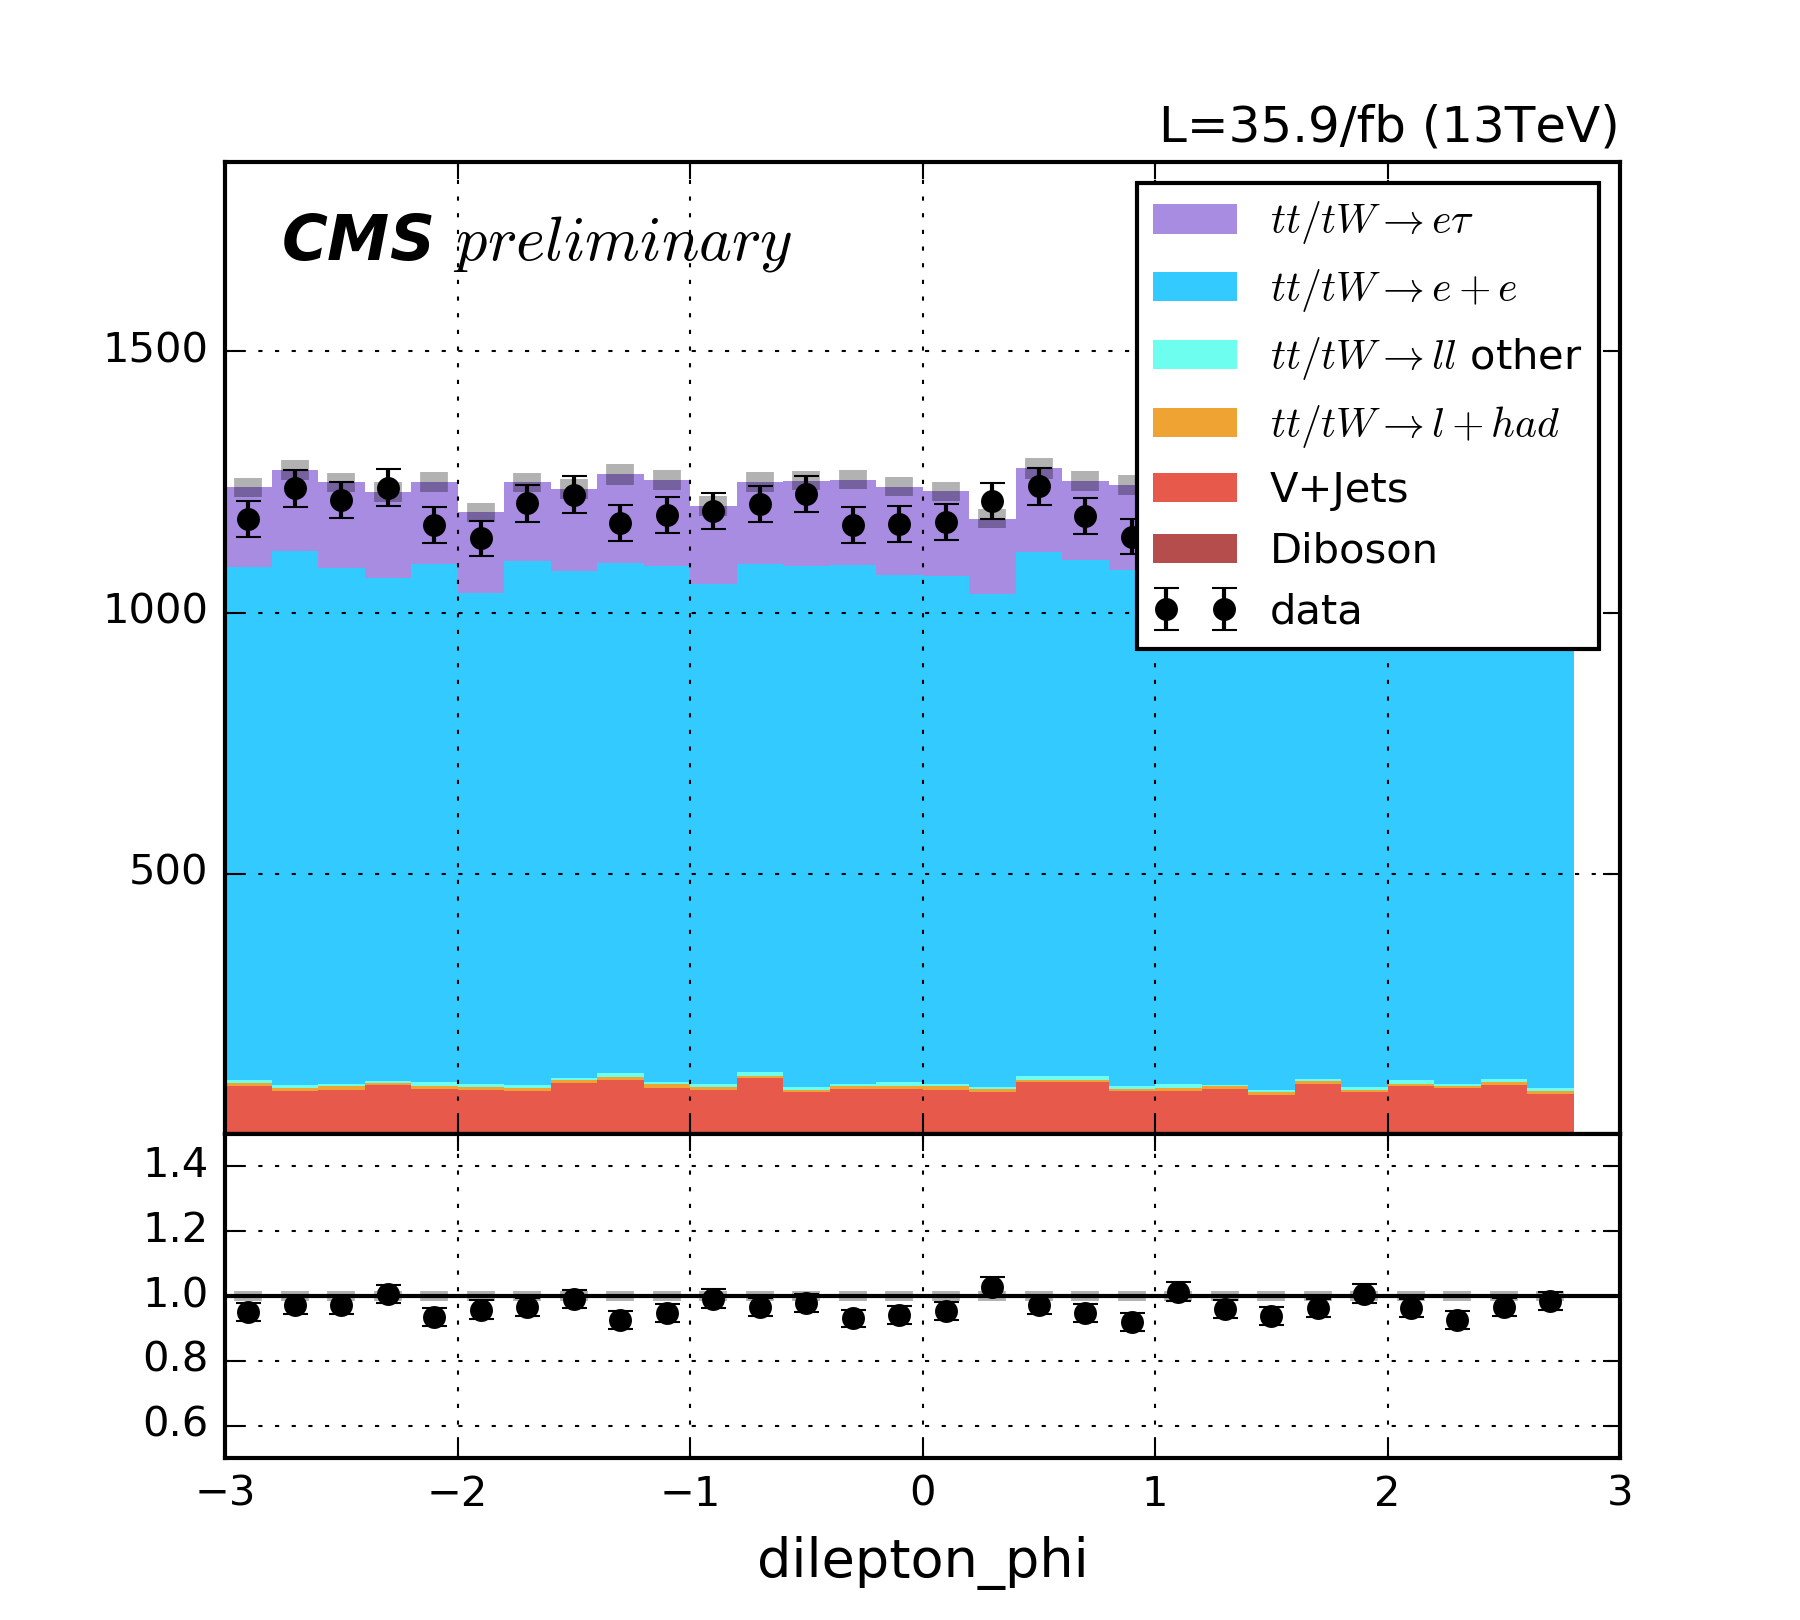 L=35.9/fb (13TeV)
CMS preliminary
tt/tW→eτ
tt/tW→e+e
tt/tW→ll other
tt/tW→l+had
V+Jets
Diboson
data
1500
1000
500
1.4
1.2
1.0
0.8
0.6
−3 −2 −1 0 1 2 3
dilepton_phi